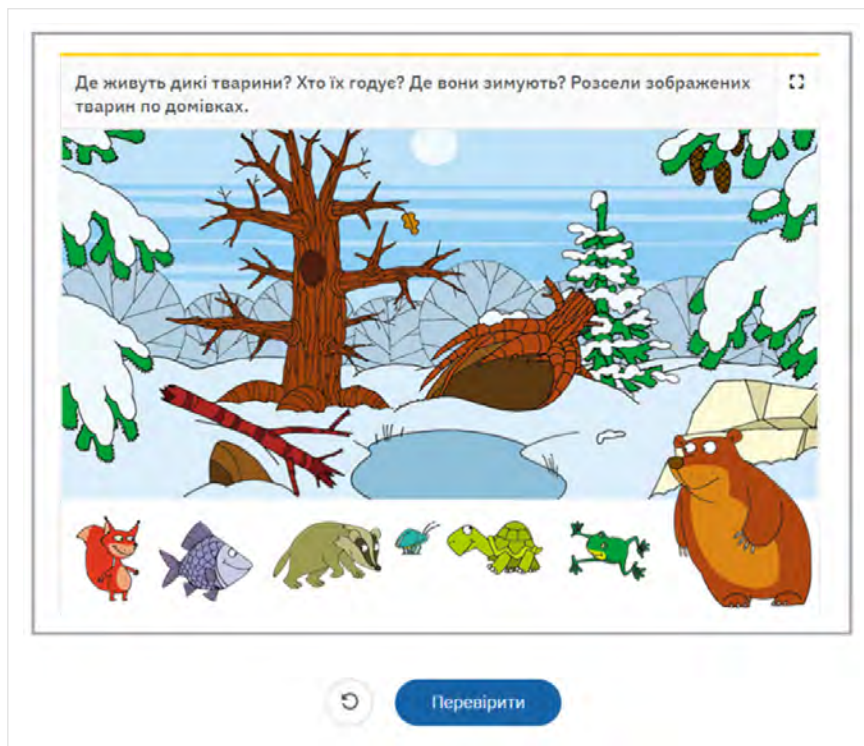 Де живуть дикі тварини? Хто їх годує? Де вони зимують? Розсели зображених
тварин по домівках.
Перевірити